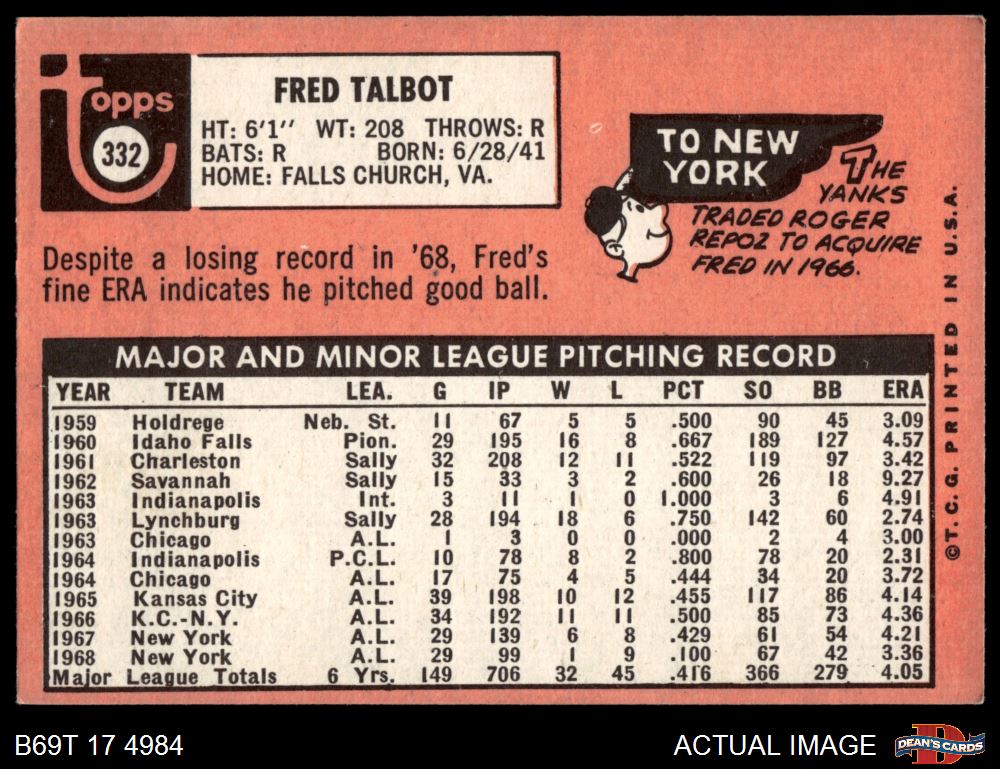 Topps
332
FRED TALBOT
HT: 6'1'' WT: 208 THROWS: R
BATS: R BORN: 6/28/41
HOME: FALLS CHURCH, VA.
TO NEW
YORK
THE
YANKS
TRADED ROGER
REPOZ TO ACQUIRE
FRED IN 1966.
Despite a losing record in '68, Fred's
fine ERA indicates he pitched good ball.
MAJOR AND MINOR LEAGUE PITCHING RECORD
YEAR TEAM LEA. G IP W L PCT SO BB ERA
1959 Holdrege Neb. St. 11 67 5 5 .500 90 45 3.09
1960 Idaho Falls Pion. 29 195 16 8 .667 189 127 4.57
1961 Charleston Sally 32 208 12 11 .522 119 97 3.42
1962 Savannah Sally 15 33 3 2 .600 26 18 9.27
1963 Indianapolis Int. 3 11 1 0 1.000 3 6 4.91
1963 Lynchburg Sally 28 194 18 6 .750 142 60 2.74
1963 Chicago A.L. 1 3 0 0 .000 2 4 3.00
1964 Indianapolis P.C.L. 10 78 8 2 .800 78 20 2.31
1964 Chicago A.L. 17 75 4 5 .444 34 20 3.72
1965 Kansas City A.L. 39 198 10 12 .455 117 86 4.14
1966 K.C.-N.Y. A.L. 34 192 11 11 .500 85 73 4.36
1967 New York A.L. 29 139 6 8 .429 61 54 4.21
1968 New York A.L. 29 99 1 9 .100 67 42 3.36
Major League Totals 6 Yrs. 149 706 32 45 .416 366 279 4.05
©T.C.G. PRINTED IN U.S.A.
B69T 17 4984
ACTUAL IMAGE
D
DEAN'S CARDS